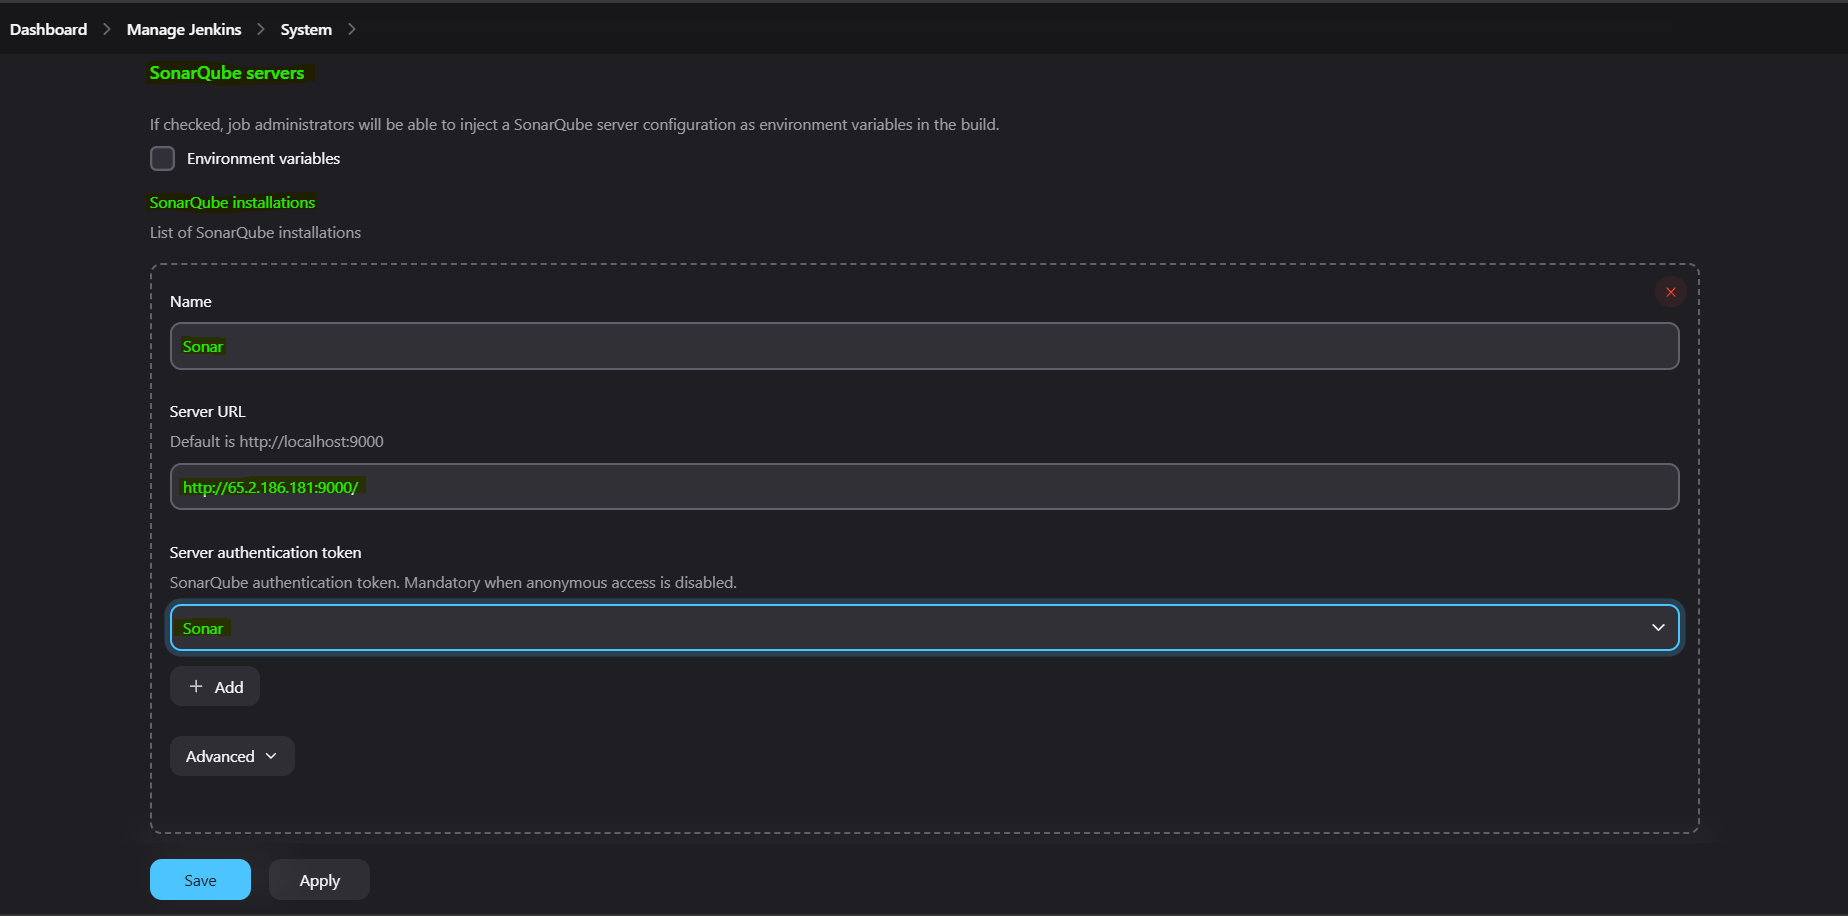 Dashboard > Manage Jenkins > System >
SonarQube servers
If checked, job administrators will be able to inject a SonarQube server configuration as environment variables in the build.
Environment variables
SonarQube installations
List of SonarQube installations
Name
Sonar
Server URL
Default is http://localhost:9000
http://65.2.186.181:9000/
Server authentication token
SonarQube authentication token. Mandatory when anonymous access is disabled.
Sonar
+ Add
Advanced
Save
Apply